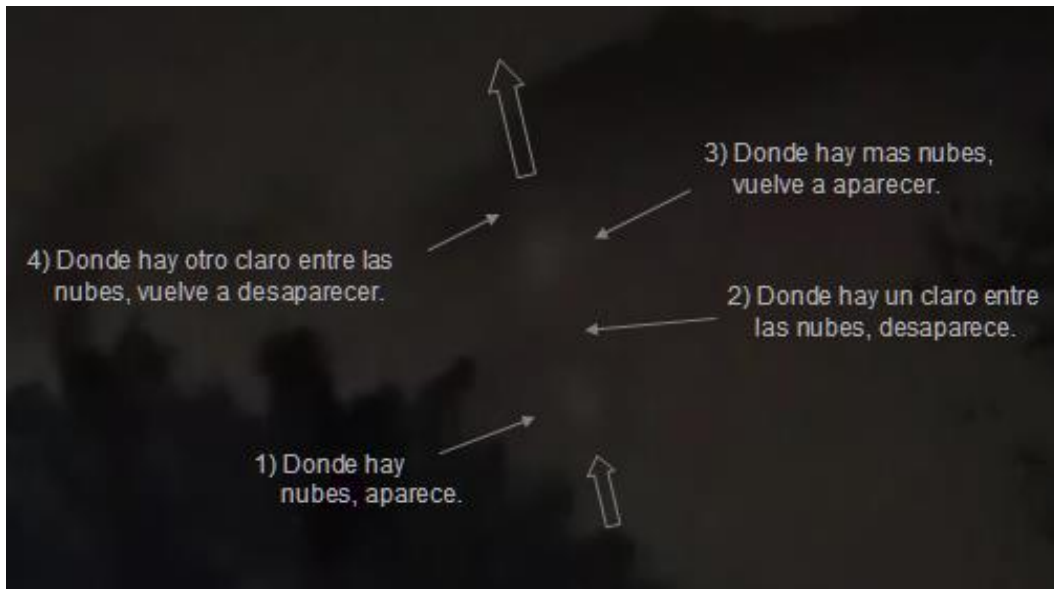 3) Donde hay mas nubes,
vuelve a aparecer.
4) Donde hay otro claro entre las
nubes, vuelve a desaparecer.
2) Donde hay un claro entre
las nubes, desaparece.
1) Donde hay
nubes, aparece.